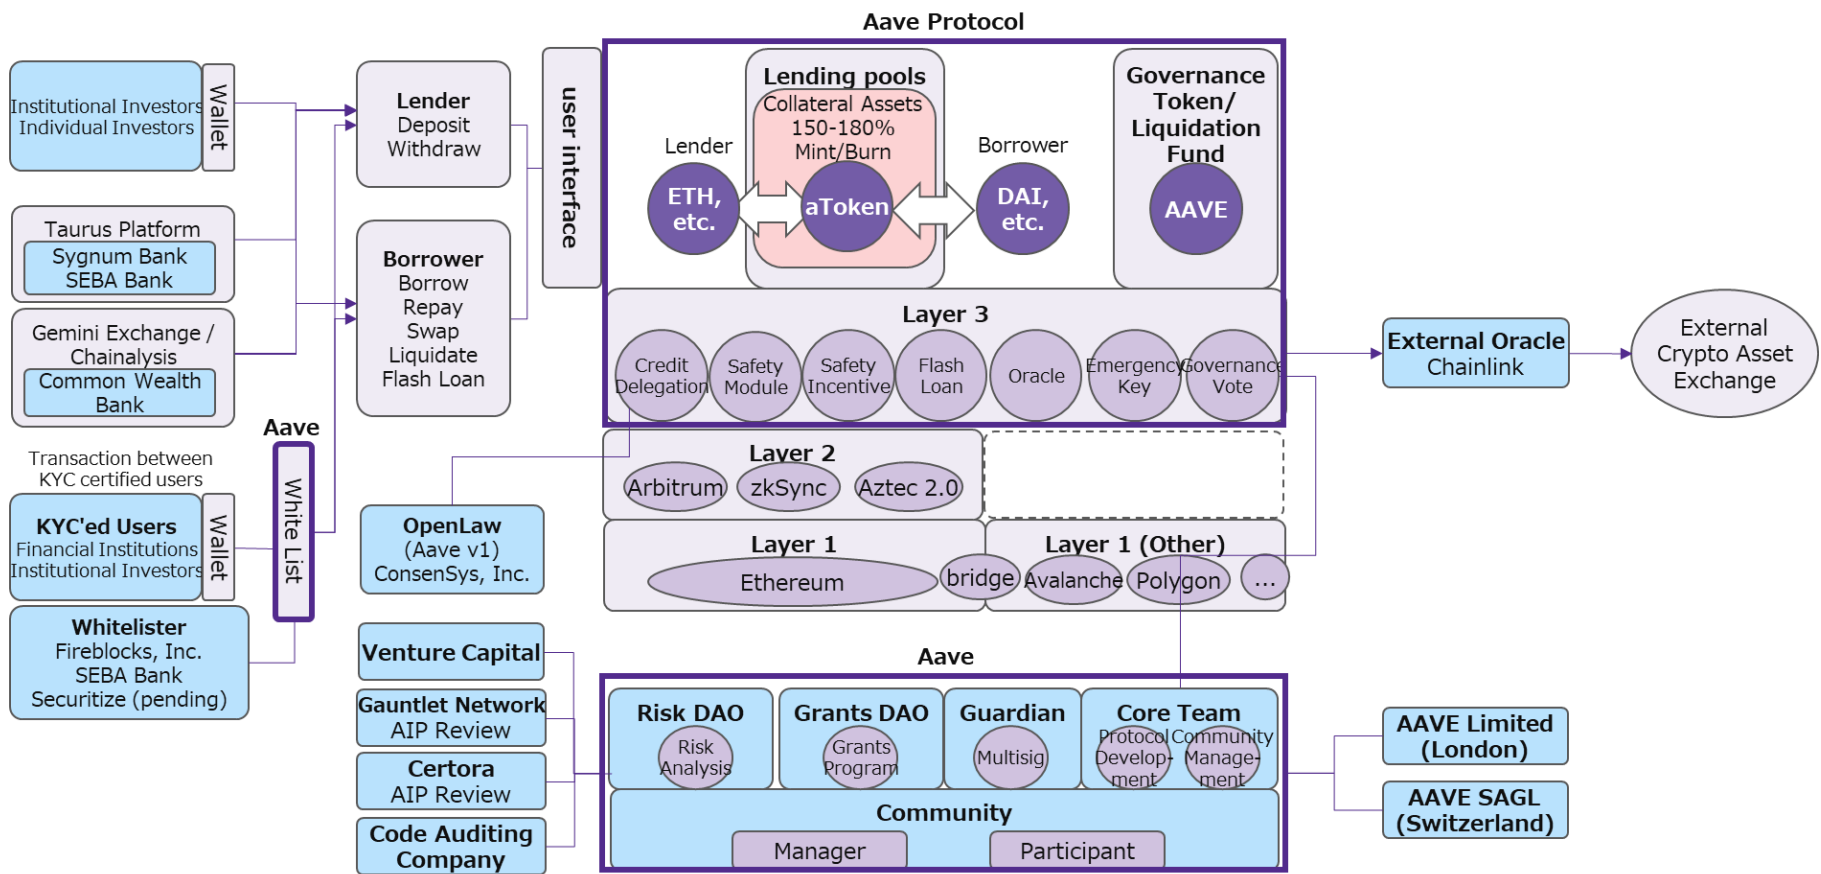 Aave Protocol
Institutional Investors
Individual Investors
Wallet
Taurus Platform
Sygnum Bank
SEBA Bank
Gemini Exchange /
Chainalysis
Common Wealth
Bank
Aave
Transaction between
KYC certified users
KYC'ed Users
Financial Institutions
Institutional Investors
Wallet
White List
Whitelister
Fireblocks, Inc.
SEBA Bank
Securitize (pending)
Lender
Deposit
Withdraw
Borrower
Borrow
Repay
Swap
Liquidate
Flash Loan
user interface
Lending pools
Collateral Assets
150-180%
Mint/Burn
Lender
ETH,
etc.
aToken
Borrower
DAI,
etc.
Governance
Token/
Liquidation
Fund
AAVE
Layer 3
Credit
Delegation
Safety
Module
Safety
Incentive
Flash
Loan
Oracle
Emergency
Key
Governance
Vote
External Oracle
Chainlink
External
Crypto Asset
Exchange
Layer 2
Arbitrum
zkSync
Aztec 2.0
OpenLaw
(Aave v1)
ConsenSys, Inc.
Layer 1
Ethereum
bridge
Layer 1 (Other)
Avalanche
Polygon
...
Venture Capital
Gauntlet Network
AIP Review
Certora
AIP Review
Code Auditing
Company
Aave
Risk DAO
Risk
Analysis
Grants DAO
Grants
Program
Guardian
Multisig
Core Team
Protocol
Develop-
ment
Community
Manage-
ment
Community
Manager
Participant
AAVE Limited
(London)
AAVE SAGL
(Switzerland)